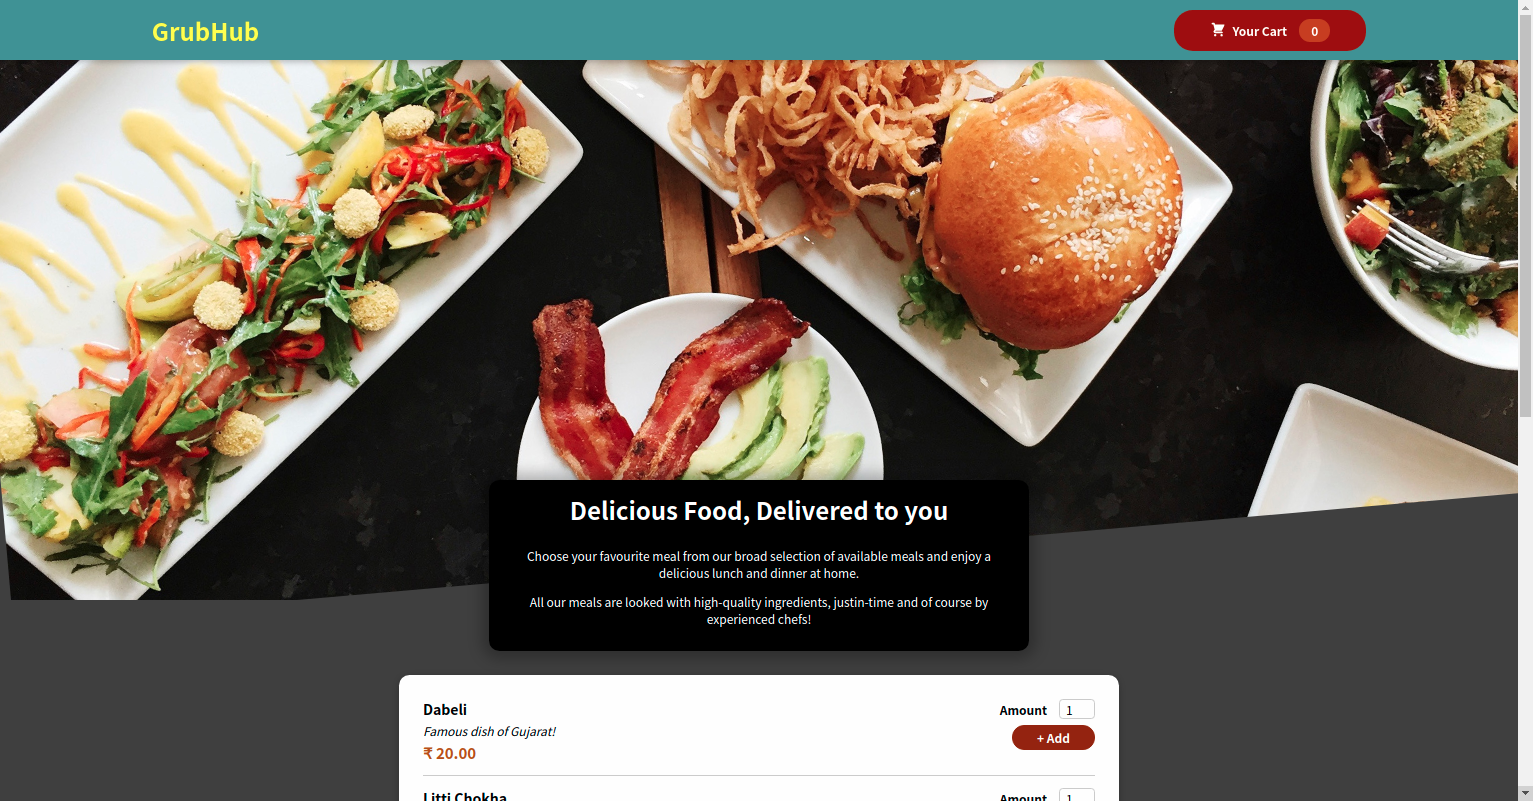 GrubHub
Your Cart 0
Delicious Food, Delivered to you
Choose your favourite meal from our broad selection of available meals and enjoy a
delicious lunch and dinner at home.
All our meals are looked with high-quality ingredients, justin-time and of course by
experienced chefs!
Dabeli
Amount 1
Famous dish of Gujarat!
+ Add
₹ 20.00
Litti Chokha
Amount 1